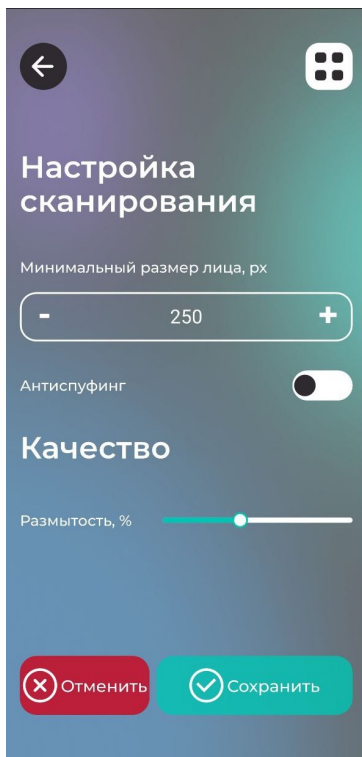 Настройка
сканирования
Минимальный размер лица, px
- 250 +
Антиспуфинг
Качество
Размытость, %
Отменить
Сохранить